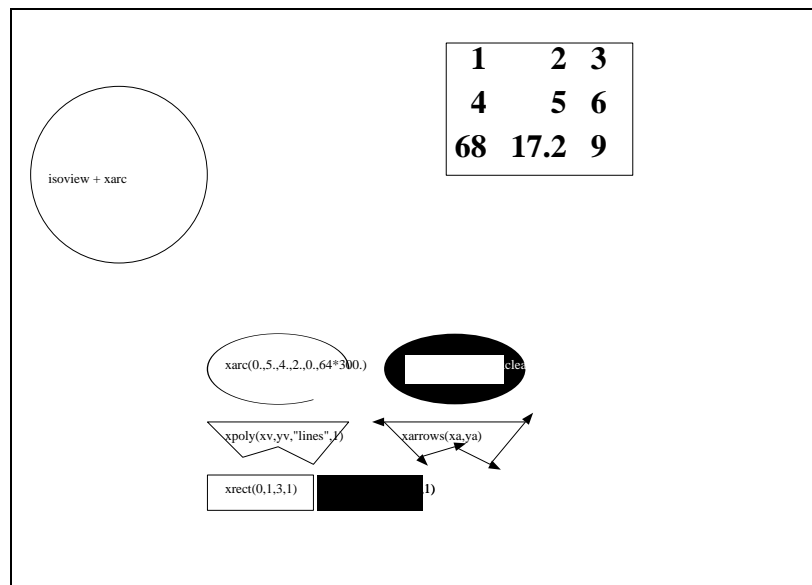 1 2 3
4 5 6
68 17.2 9
isoview + xarc
xarc(0.,5.,4.,2.,0.,64*300.)
xpoly(xv,yv,"lines",1)
xarrows(xa,ya)
xrect(0,1,3,1)